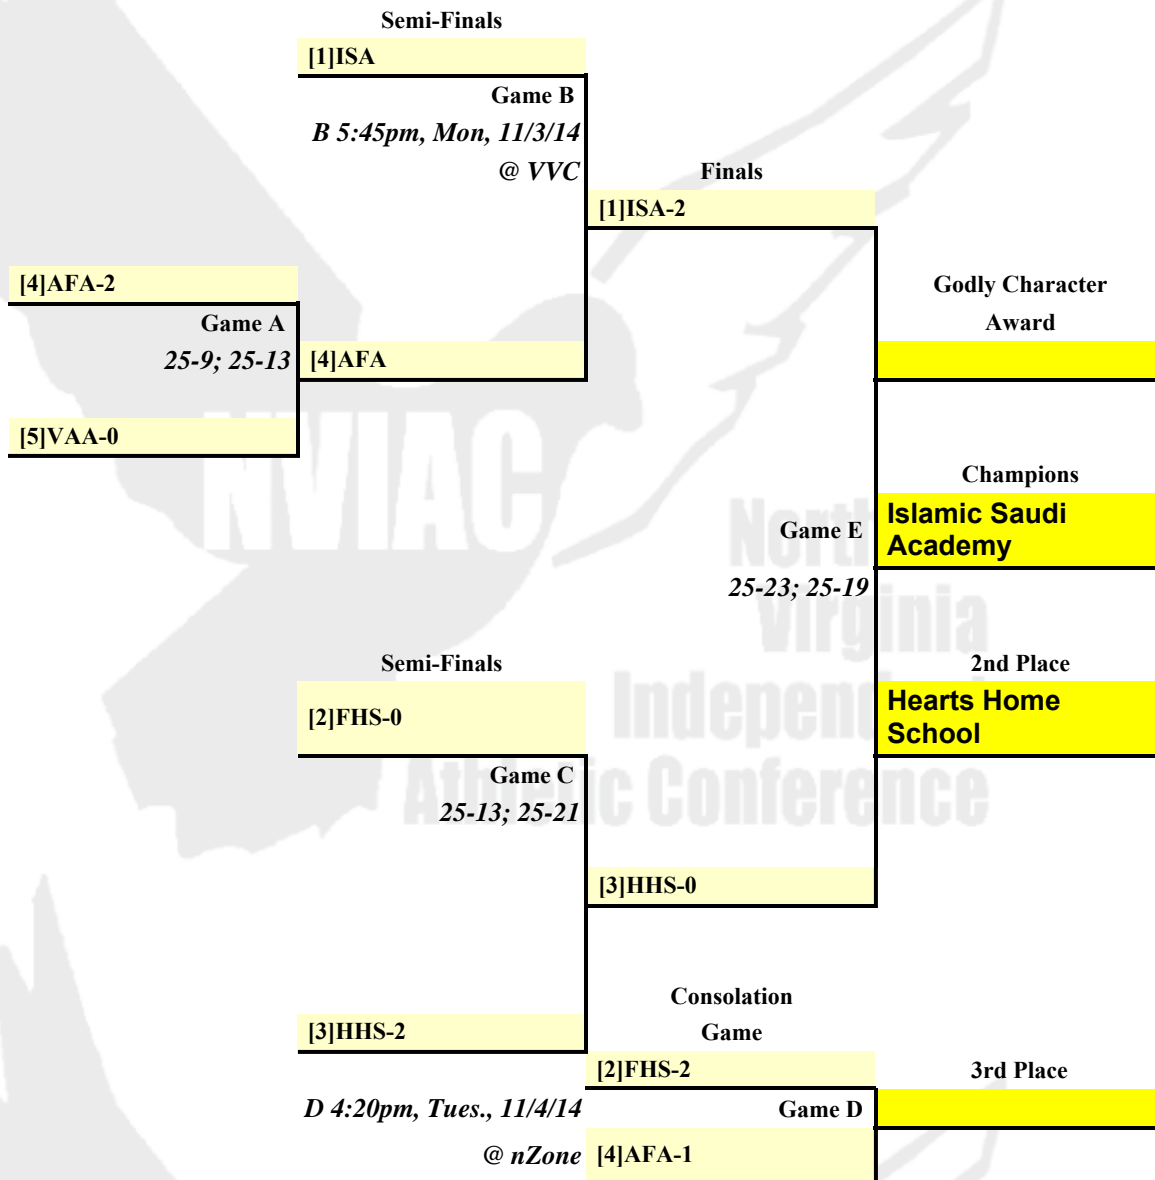 Semi-Finals
[1]ISA
Game B
B 5:45pm, Mon, 11/3/14
@ VVC
Finals
[1]ISA-2
[4]AFA-2
Godly Character
Award
Game A
25-9; 25-13
[4]AFA
[5]VAA-0
NVIAC
Champions
Islamic Saudi
Academy
Game E
25-23; 25-19
Northern
Virginia
Independent
Athletic Conference
Semi-Finals
2nd Place
[2]FHS-0
Hearts Home
School
Game C
25-13; 25-21
[3]HHS-0
Consolation
Game
[3]HHS-2
[2]FHS-2
3rd Place
D 4:20pm, Tues., 11/4/14
Game D
@ nZone
[4]AFA-1